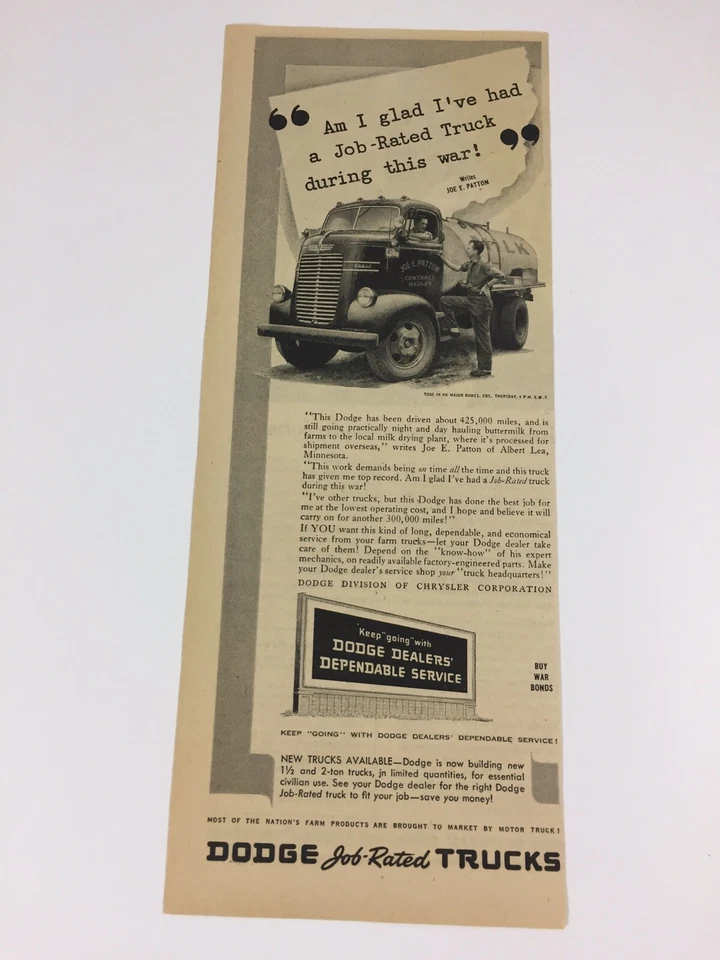 “Am I glad I've had
a Job-Rated Truck
during this war!”
Writes
JOE E. PATTON
MILK
DODGE
JOE E. PATTON
CONTRACT
HAULER
TUNE IN ON MAJOR BOWES, CBS, THURSDAY, 9 P.M. E.W.T.
“This Dodge has been driven about 425,000 miles, and is
still going practically night and day hauling buttermilk from
farms to the local milk drying plant, where it's processed for
shipment overseas,” writes Joe E. Patton of Albert Lea,
Minnesota.
“This work demands being on time all the time and this truck
has given me top record. Am I glad I've had a Job-Rated truck
during this war!
“I've other trucks, but this Dodge has done the best job for
me at the lowest operating cost, and I hope and believe it will
carry on for another 300,000 miles!”
If YOU want this kind of long, dependable, and economical
service from your farm trucks—let your Dodge dealer take
care of them! Depend on the “know-how” of his expert
mechanics, on readily available factory-engineered parts. Make
your Dodge dealer's service shop your “truck headquarters!”
DODGE DIVISION OF CHRYSLER CORPORATION
Keep "going" with
DODGE DEALERS'
DEPENDABLE SERVICE
BUY
WAR
BONDS
KEEP "GOING" WITH DODGE DEALERS' DEPENDABLE SERVICE!
NEW TRUCKS AVAILABLE—Dodge is now building new
1½ and 2-ton trucks, in limited quantities, for essential
civilian use. See your Dodge dealer for the right Dodge
Job-Rated truck to fit your job—save you money!
MOST OF THE NATION'S FARM PRODUCTS ARE BROUGHT TO MARKET BY MOTOR TRUCK!
DODGE Job-Rated TRUCKS